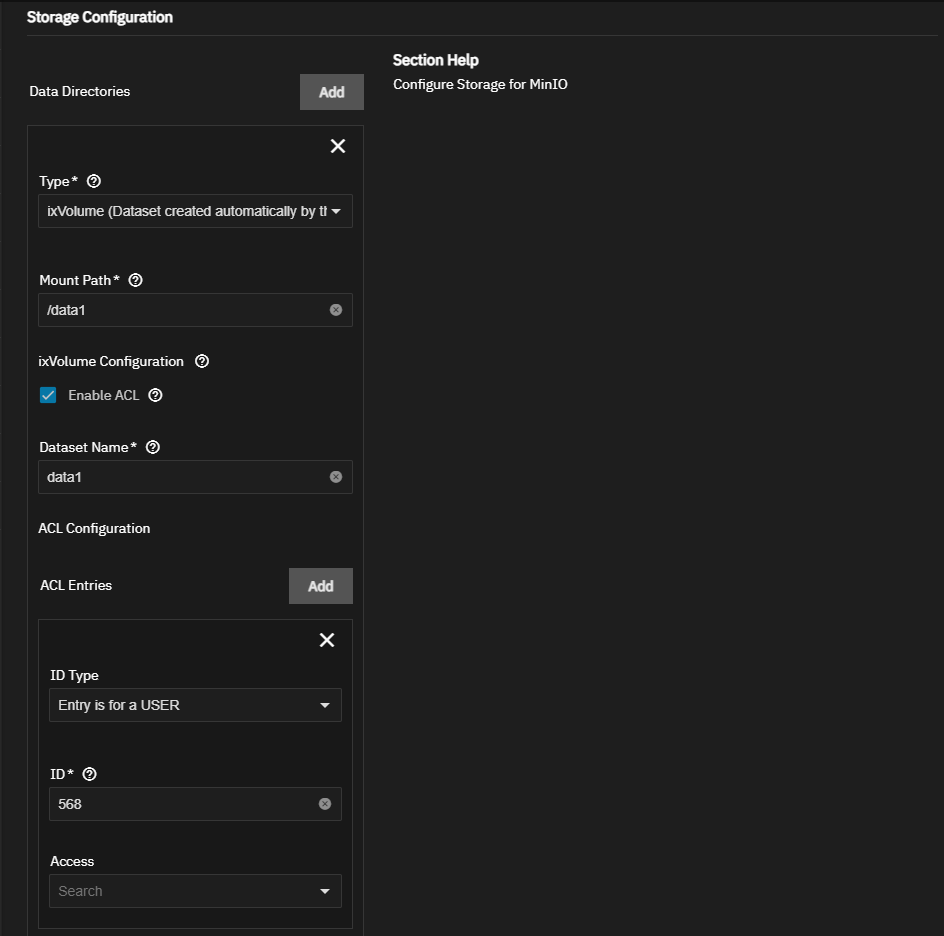 Storage Configuration
Section Help
Configure Storage for MinIO
Data Directories
Add
Type*
ixVolume (Dataset created automatically by tl
Mount Path*
/data1
ixVolume Configuration
Enable ACL
Dataset Name*
data1
ACL Configuration
ACL Entries
Add
ID Type
Entry is for a USER
ID*
568
Access
Search